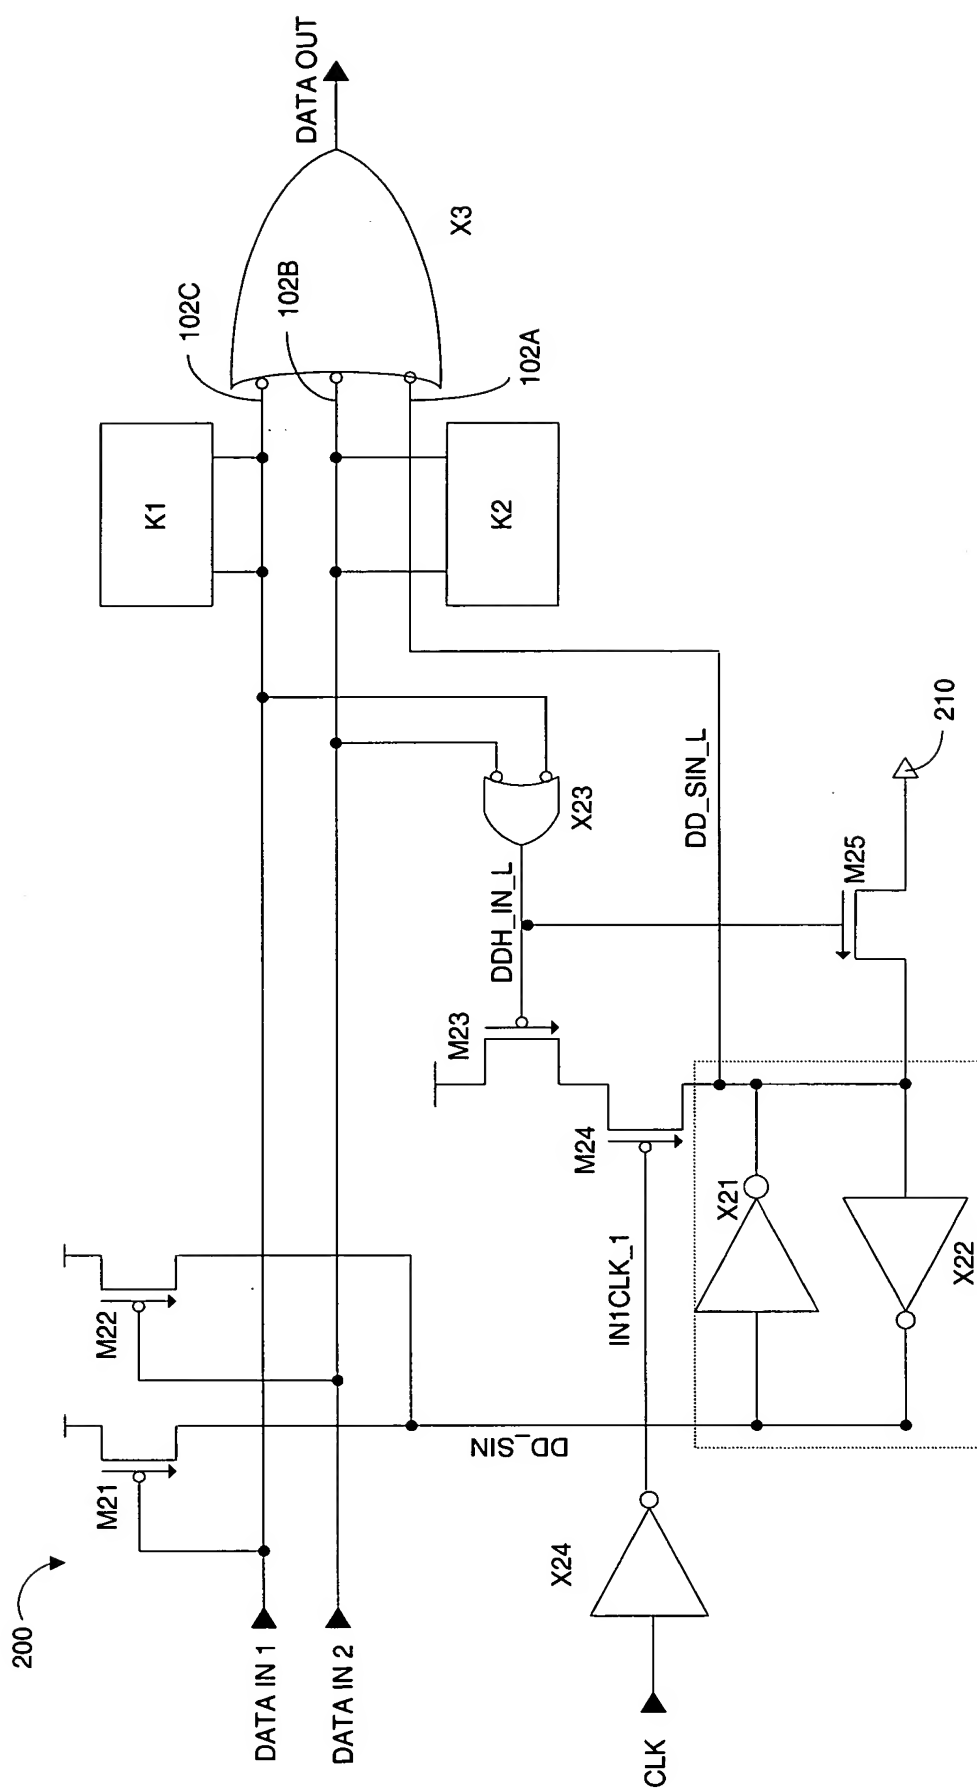 200
M21
M22
DATA IN 1
DATA IN 2
DD_SIN
CLK
X24
IN1CLK_1
M24
M23
DDH_IN_L
X23
X21
X22
M25
210
DD_SIN_L
K1
K2
102C
102B
102A
X3
DATA OUT